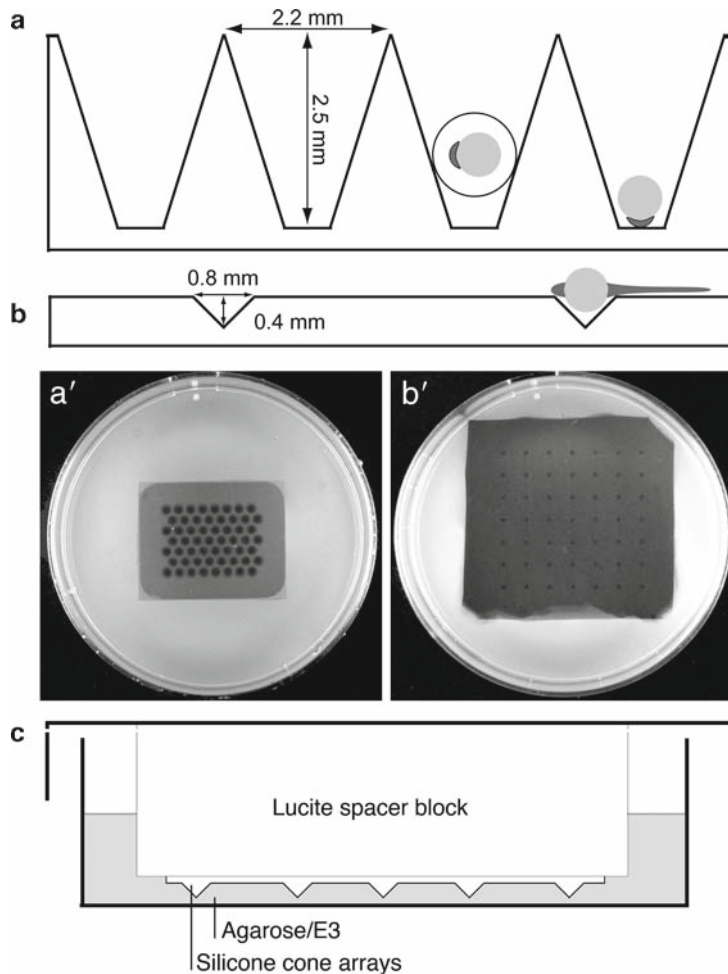 a
2.2 mm
2.5 mm
0.8 mm
b
0.4 mm
a′
b′
c
Lucite spacer block
Agarose/E3
Silicone cone arrays